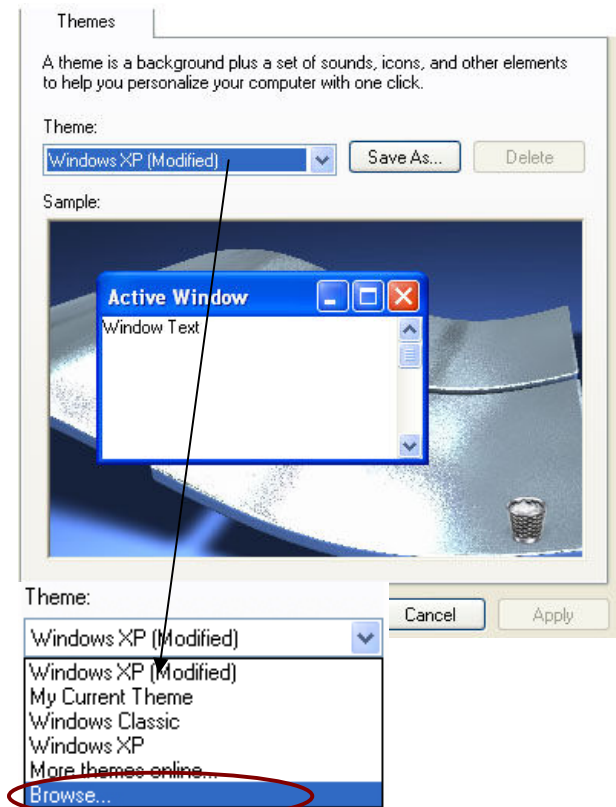 Themes
A theme is a background plus a set of sounds, icons, and other elements
to help you personalize your computer with one click.
Theme:
Windows XP (Modified)
Save As...
Delete
Sample:
Active Window
Window Text
Cancel
Apply
Theme:
Windows XP (Modified)
Windows XP (Modified)
My Current Theme
Windows Classic
Windows XP
More themes online...
Browse...